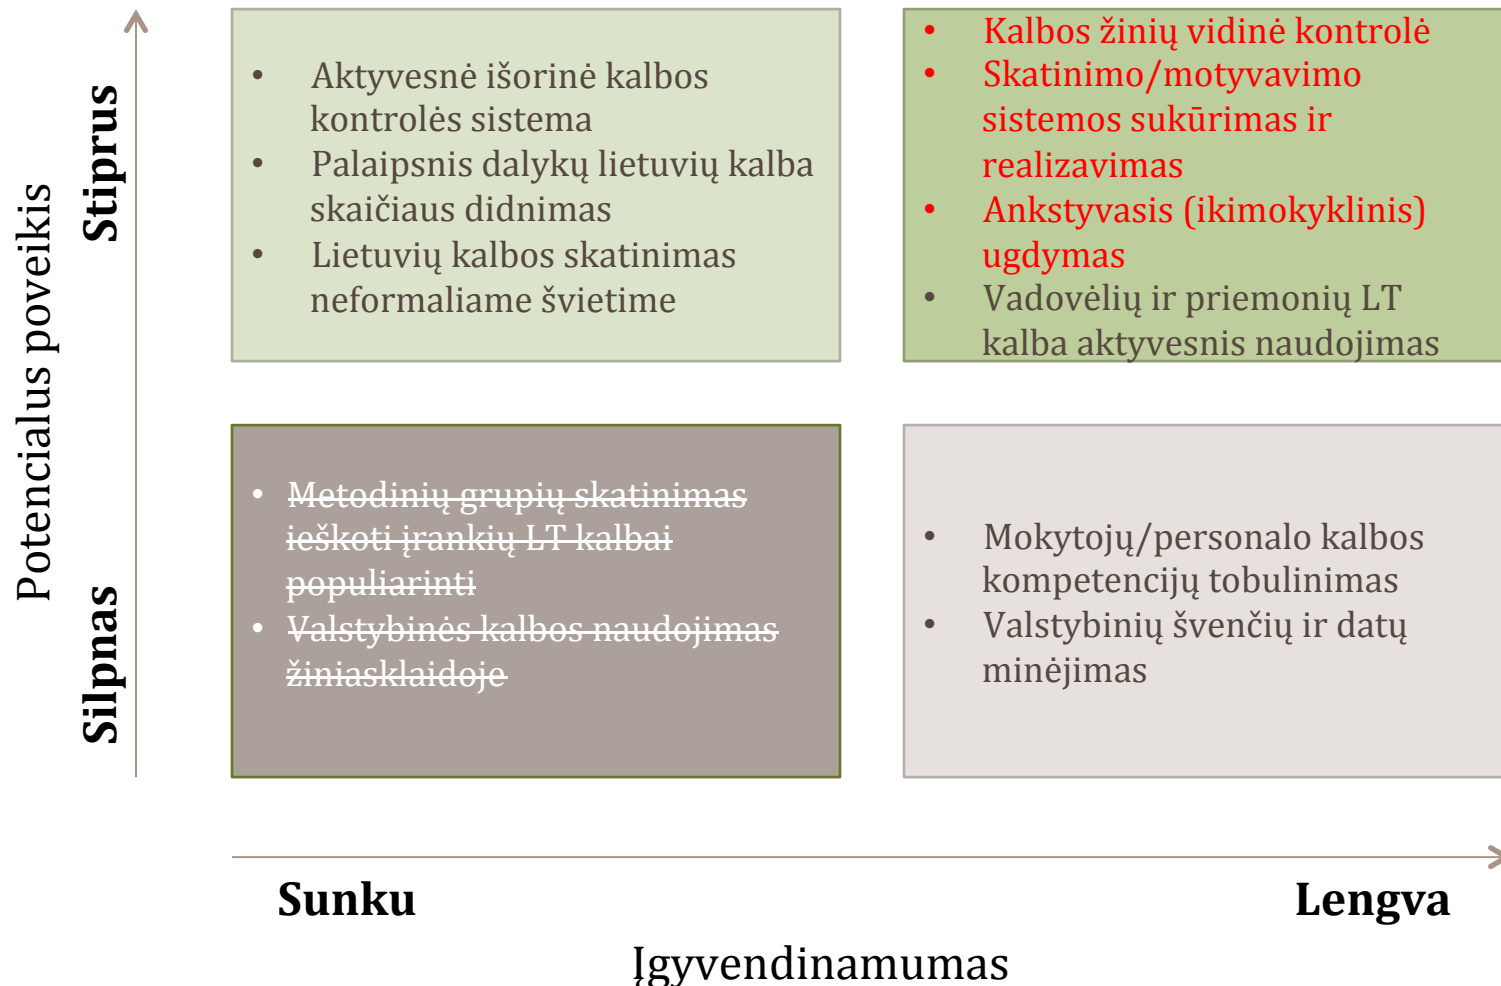 Potencialus poveikis
Stiprus
Silpnas
• Aktyvesnė išorinė kalbos
kontrolės sistema
• Palaipsnis dalykų lietuvių kalba
skaičiaus didnimas
• Lietuvių kalbos skatinimas
neformaliame švietime
• Kalbos žinių vidinė kontrolė
• Skatinimo/motyvavimo
sistemos sukūrimas ir
realizavimas
• Ankstyvasis (ikimokyklinis)
ugdymas
• Vadovėlių ir priemonių LT
kalba aktyvesnis naudojimas
• Metodinių grupių skatinimas
ieškoti įrankių LT kalbai
populiarinti
• Valstybinės kalbos naudojimas
žiniasklaidoje
• Mokytojų/personalo kalbos
kompetencijų tobulinimas
• Valstybinių švenčių ir datų
minėjimas
Sunku
Lengva
Įgyvendinamumas